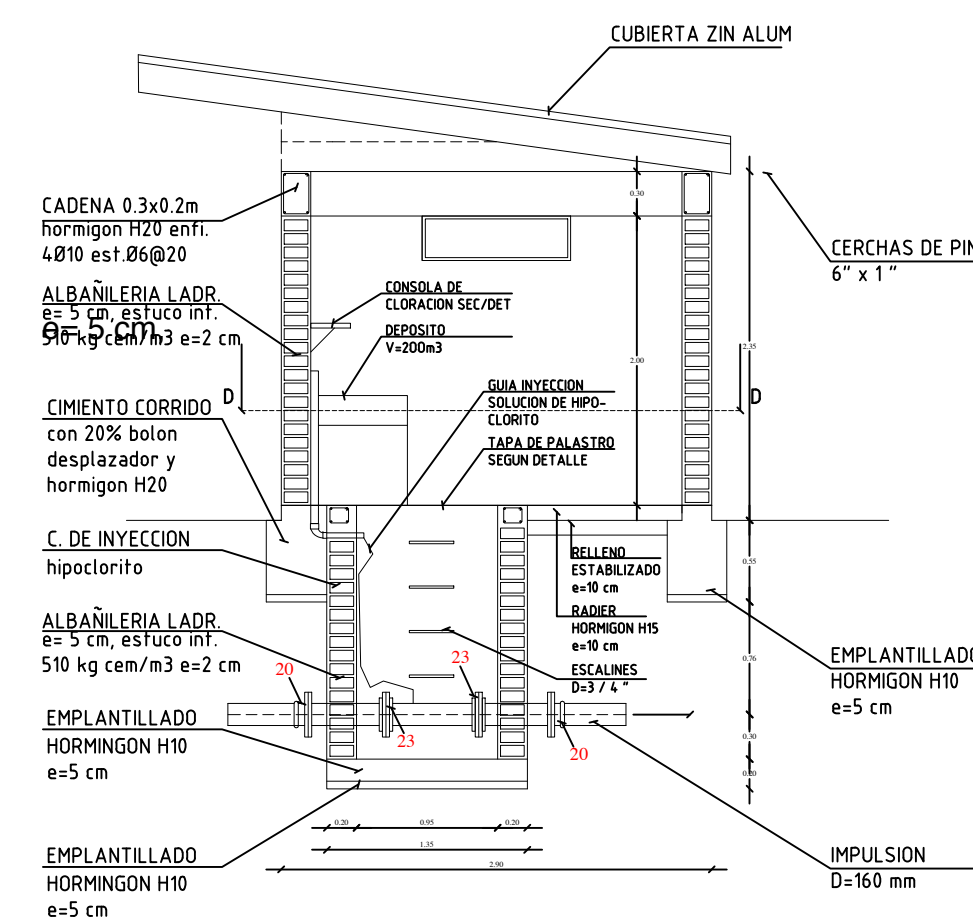 CUBIERTA ZIN ALUM
CADENA 0.3x0.2m
hormigon H20 enfi.
4Ø10 est.Ø6@20
ALBAÑILERIA LADR.
e= 5 cm, estuco int.
e= 5 cm,
510 kg cem/m3 e=2 cm
CIMIENTO CORRIDO
con 20% bolon
desplazador y
hormigon H20
C. DE INYECCION
hipoclorito
ALBAÑILERIA LADR.
e= 5 cm, estuco int.
510 kg cem/m3 e=2 cm
EMPLANTILLADO
HORMINGON H10
e=5 cm
EMPLANTILLADO
HORMINGON H10
e=5 cm
CONSOLA DE
CLORACION SEC/DET
DEPOSITO
V=200m3
GUIA INYECCION
SOLUCION DE HIPO-
CLORITO
TAPA DE PALASTRO
SEGUN DETALLE
RELLENO
ESTABILIZADO
e=10 cm
RADIER
HORMIGON H15
e=10 cm
ESCALINES
D=3 / 4 "
D
D
20
23
23
20
0.30
2.00
2.35
0.55
0.76
0.30
0.20
0.20
0.95
0.20
1.35
2.90
CERCHAS DE PIN
6" x 1 "
EMPLANTILLADO
HORMIGON H10
e=5 cm
IMPULSION
D=160 mm